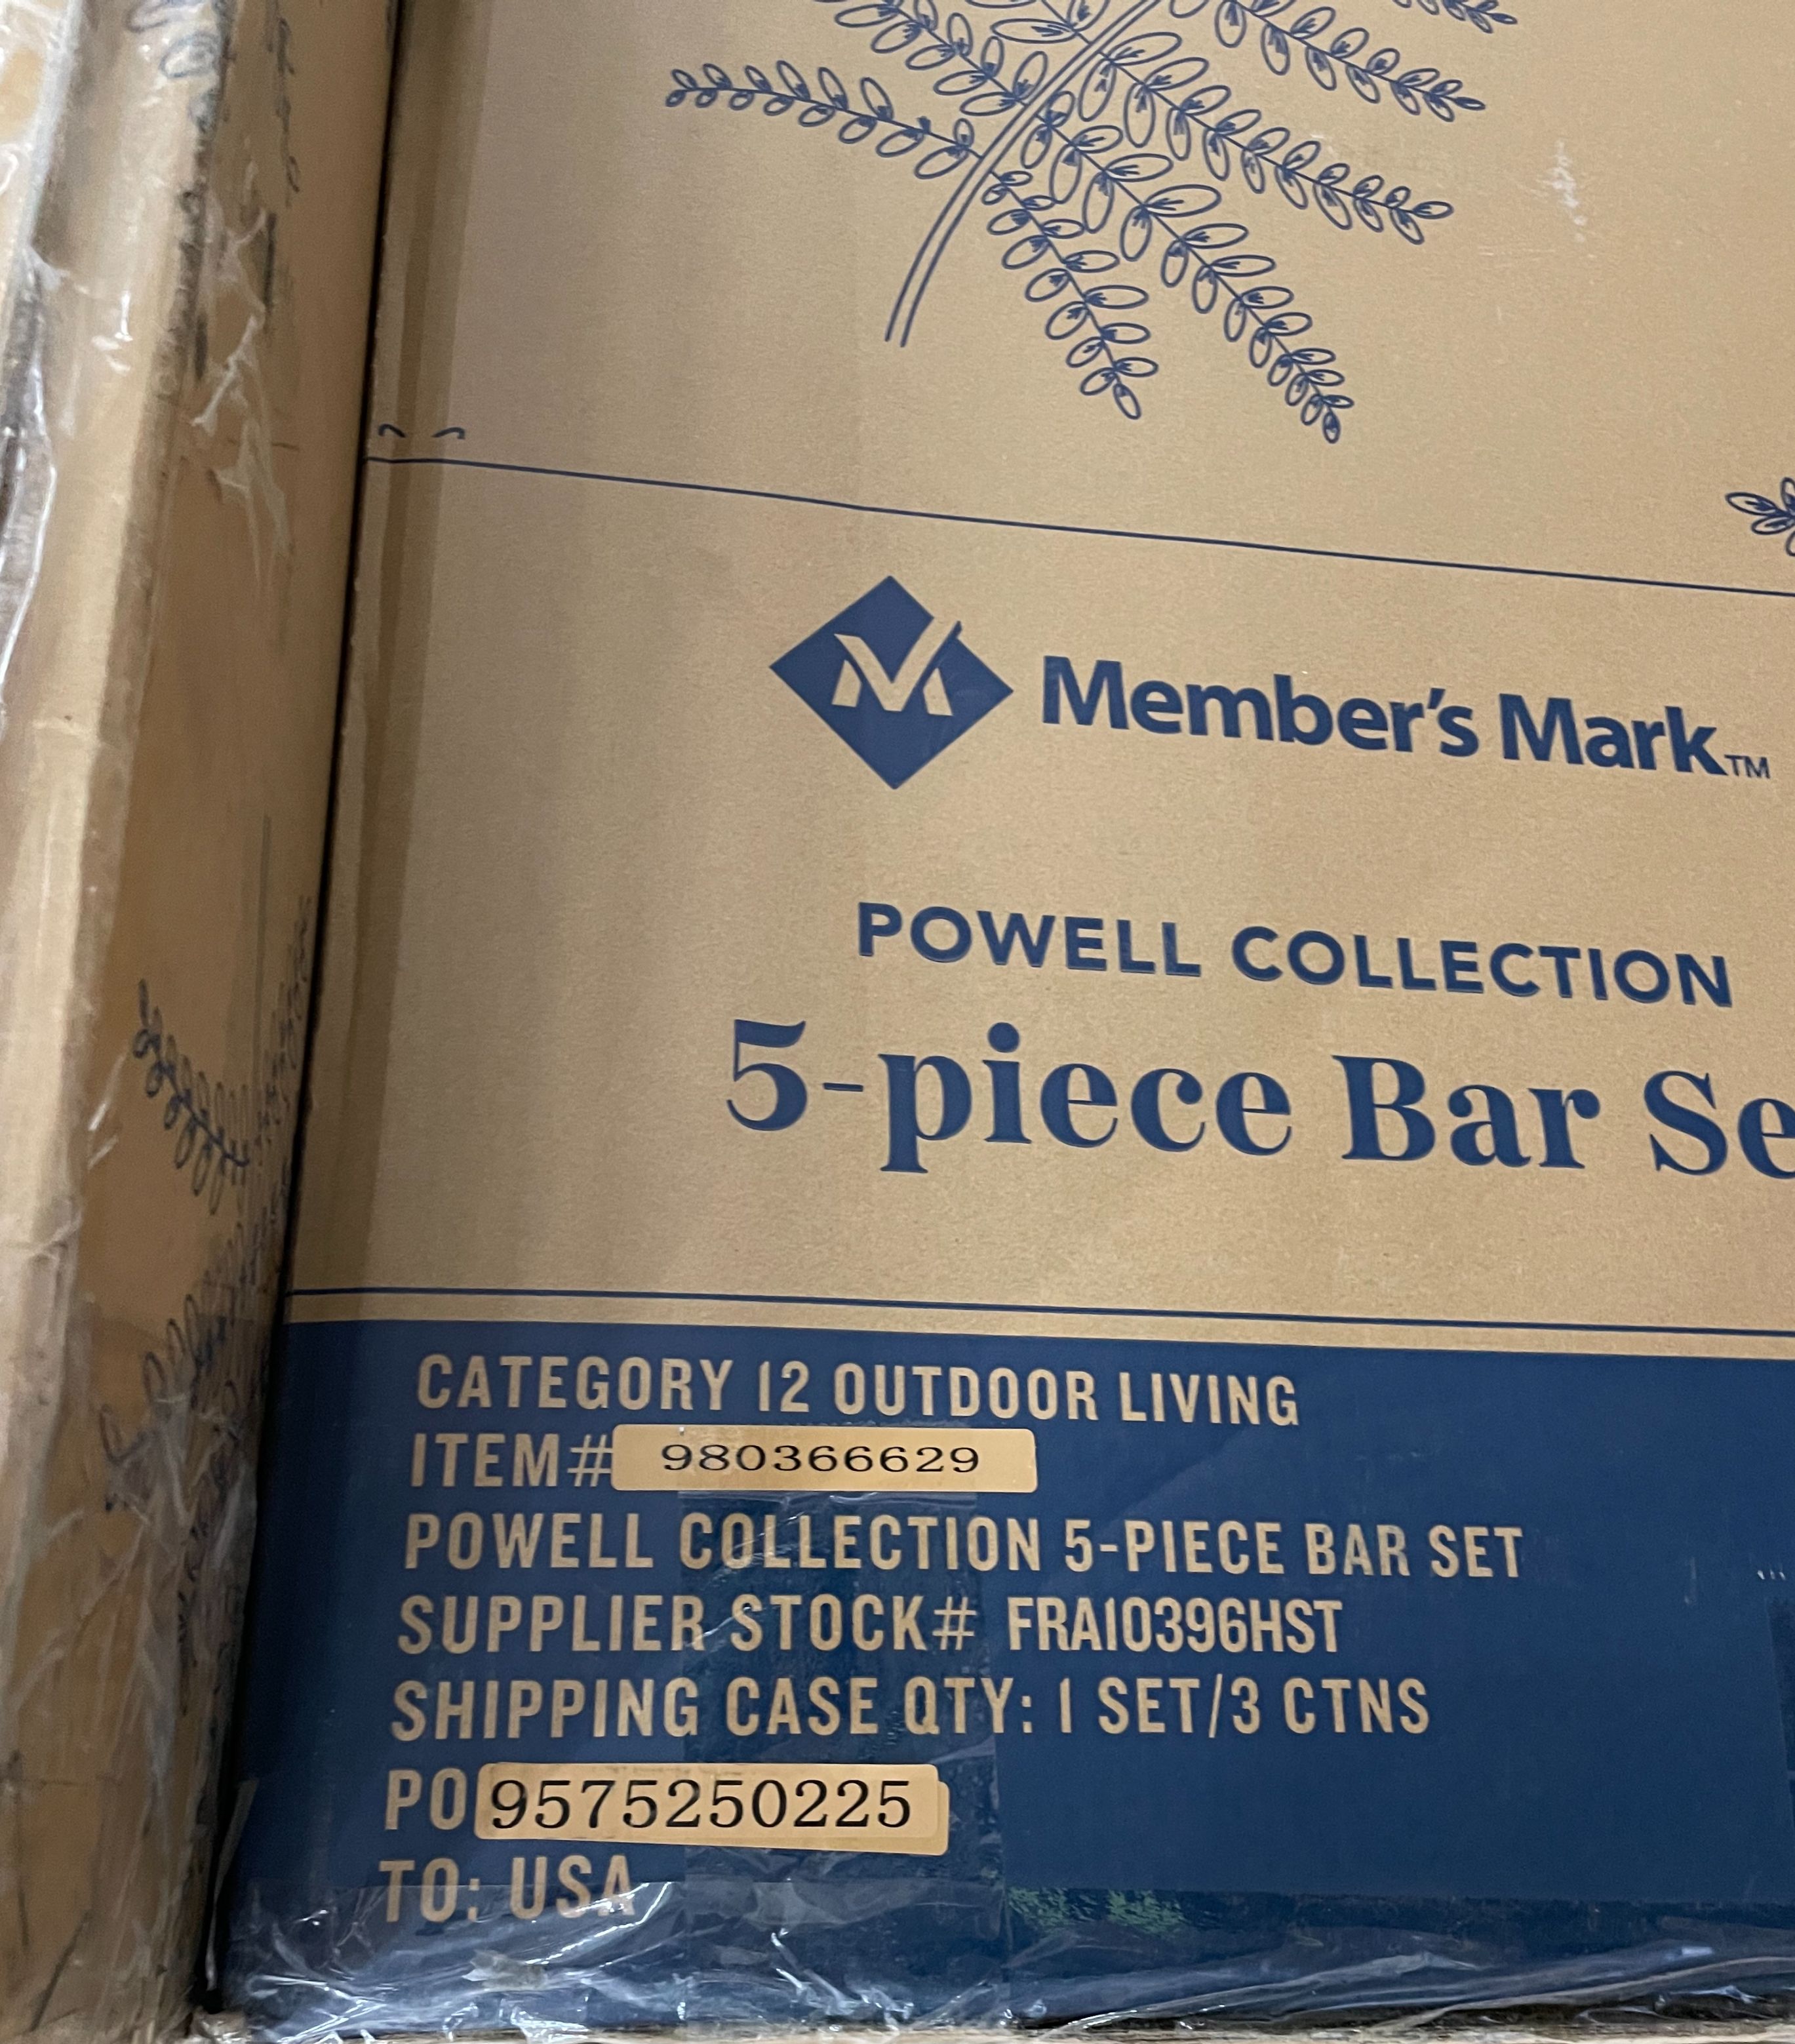 Member's Mark™
POWELL COLLECTION
5-piece Bar Se
CATEGORY 12 OUTDOOR LIVING
ITEM# 980366629
POWELL COLLECTION 5-PIECE BAR SET
SUPPLIER STOCK# FRA10396HST
SHIPPING CASE QTY: 1 SET/3 CTNS
PO 9575250225
TO: USA